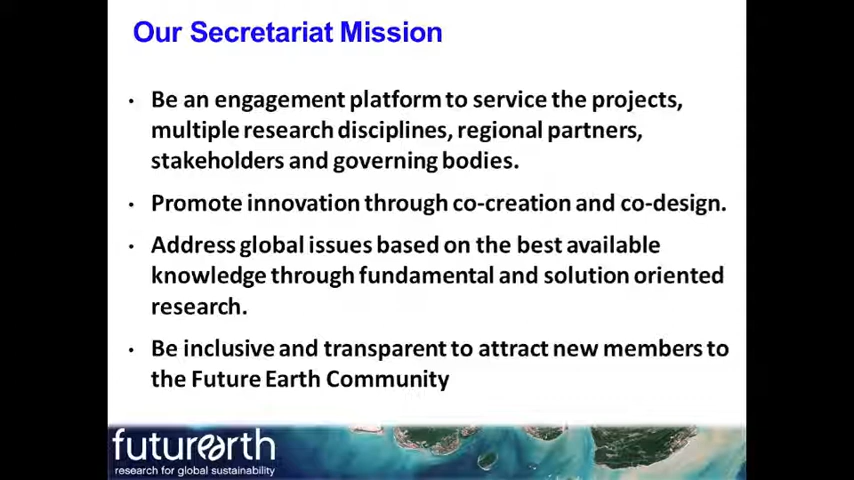 Our Secretariat Mission
• Be an engagement platform to service the projects,
multiple research disciplines, regional partners,
stakeholders and governing bodies.
• Promote innovation through co-creation and co-design.
• Address global issues based on the best available
knowledge through fundamental and solution oriented
research.
• Be inclusive and transparent to attract new members to
the Future Earth Community
futurearth
research for global sustainability